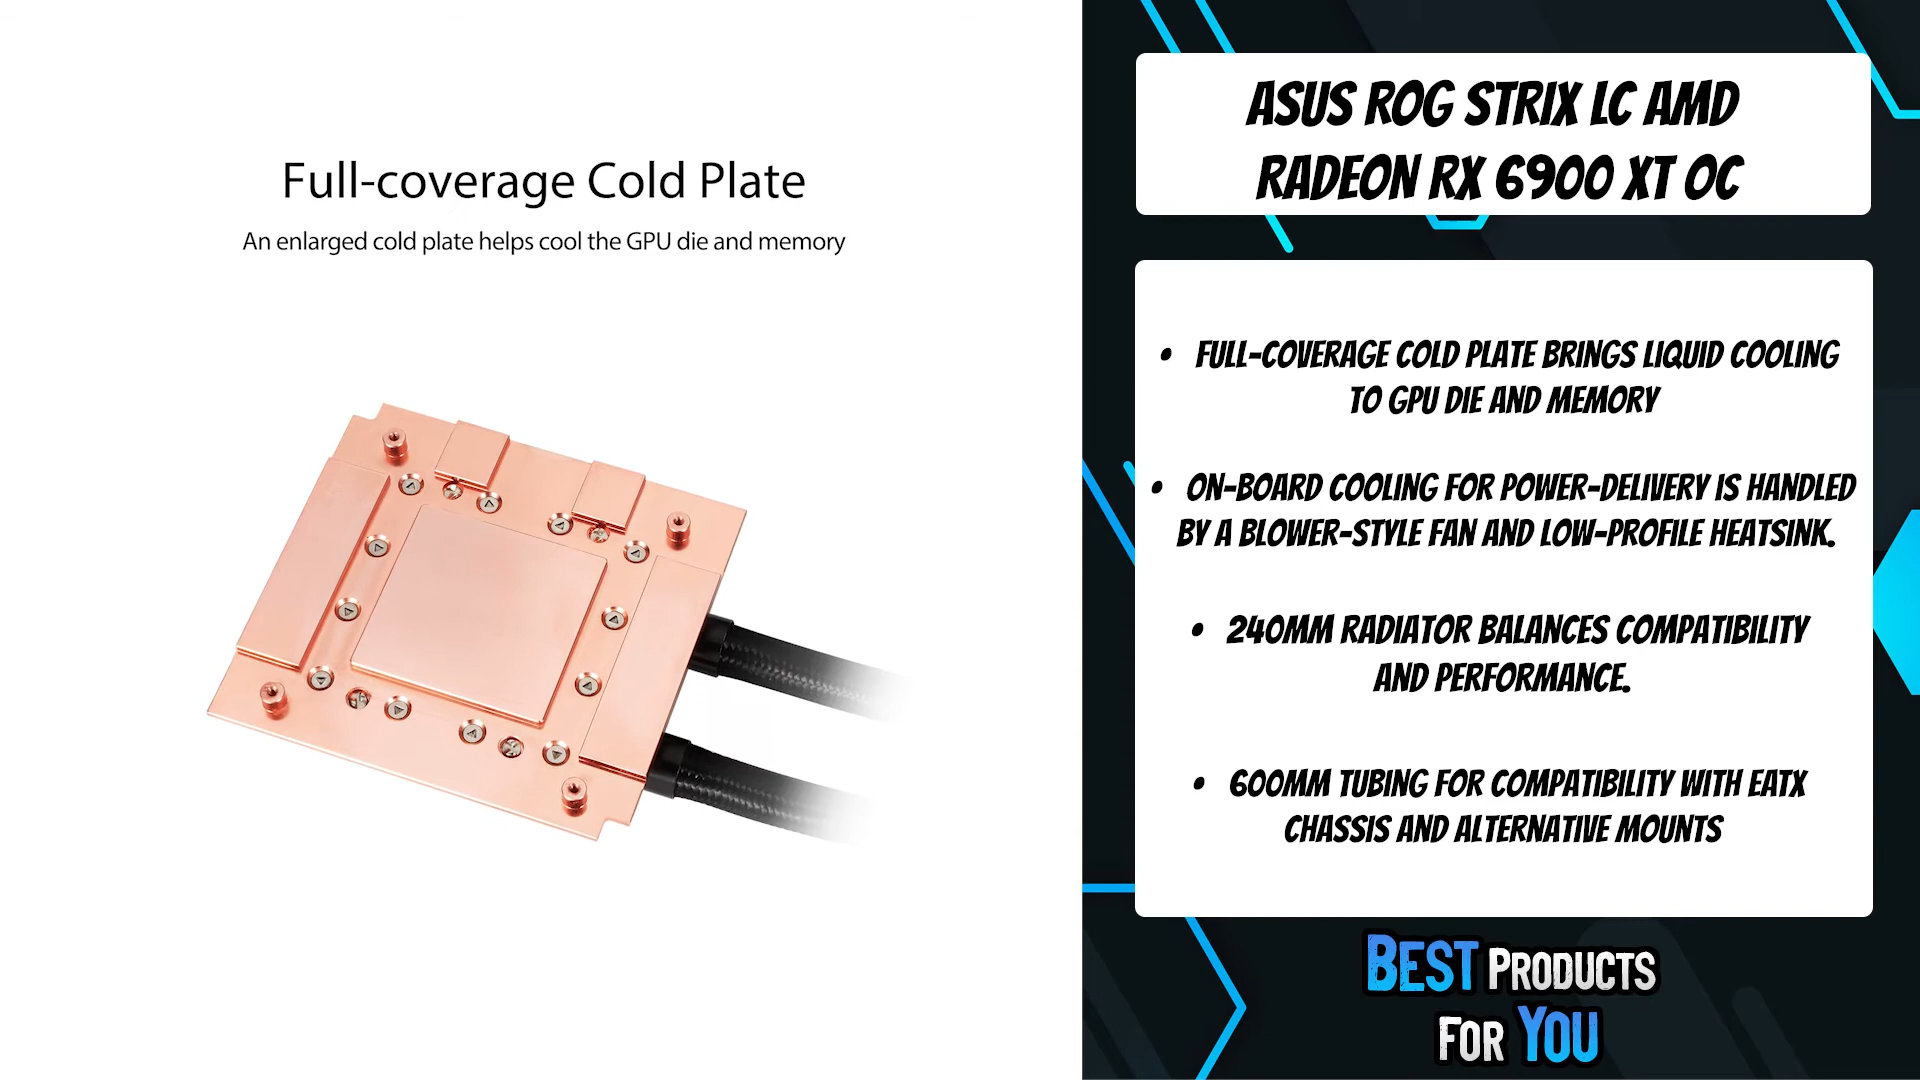 Full-coverage Cold Plate
An enlarged cold plate helps cool the GPU die and memory
ASUS ROG STRIX LC AMD
RADEON RX 6900 XT OC
• FULL-COVERAGE COLD PLATE BRINGS LIQUID COOLING
TO GPU DIE AND MEMORY
• ON-BOARD COOLING FOR POWER-DELIVERY IS HANDLED
BY A BLOWER-STYLE FAN AND LOW-PROFILE HEATSINK.
• 240MM RADIATOR BALANCES COMPATIBILITY
AND PERFORMANCE.
• 600MM TUBING FOR COMPATIBILITY WITH EATX
CHASSIS AND ALTERNATIVE MOUNTS
BEST PRODUCTS
FOR YOU